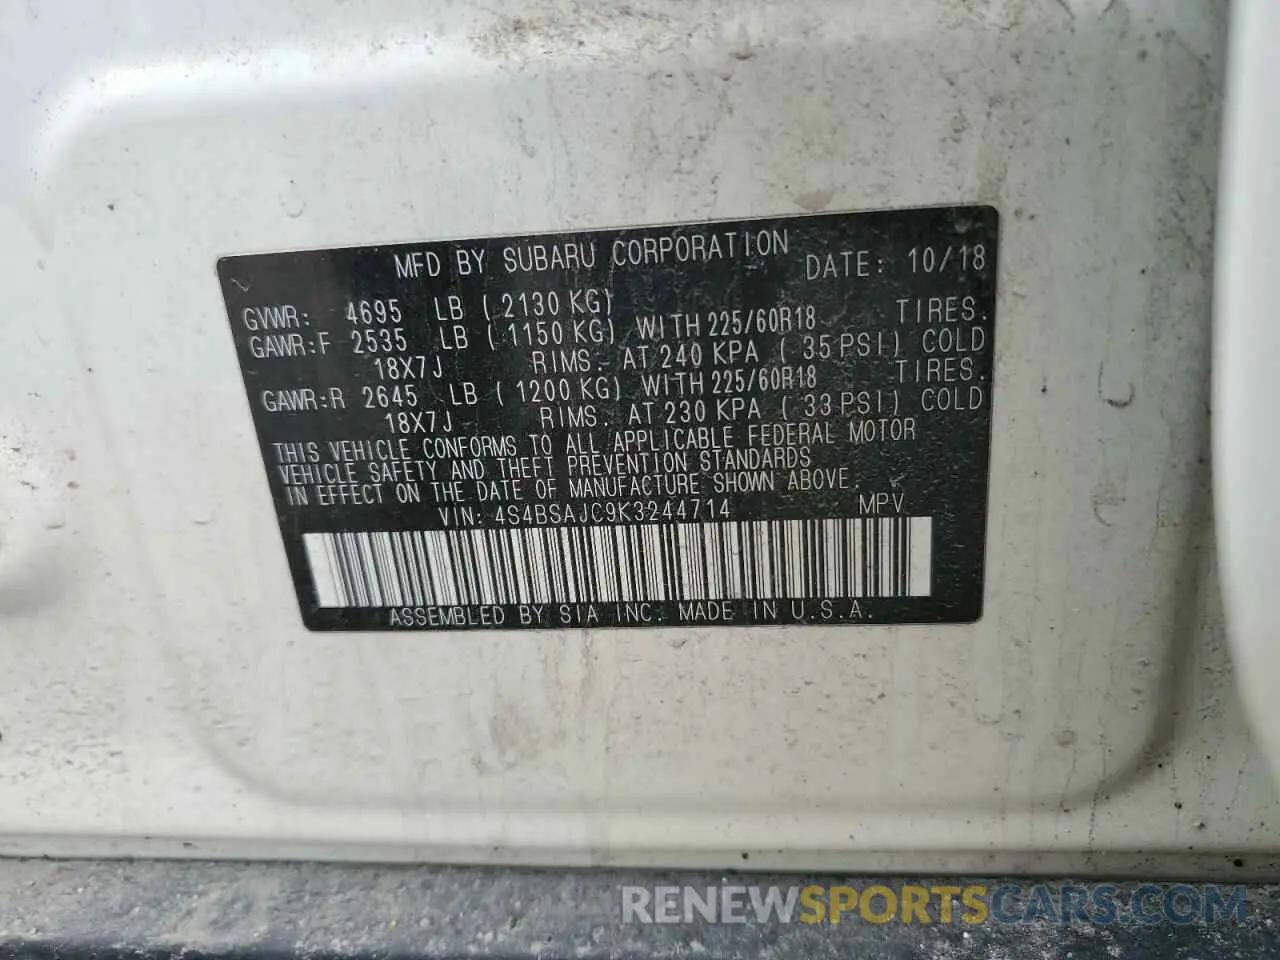 MFD BY SUBARU CORPORATION DATE: 10/18
GVWR: 4695 LB (2130 KG)
GAWR:F 2535 LB (1150 KG) WITH 225/60R18 TIRES.
18X7J RIMS. AT 240 KPA (35PSI) COLD
GAWR:R 2645 LB (1200 KG) WITH 225/60R18 TIRES.
18X7J RIMS. AT 230 KPA (33PSI) COLD
THIS VEHICLE CONFORMS TO ALL APPLICABLE FEDERAL MOTOR
VEHICLE SAFETY AND THEFT PREVENTION STANDARDS
IN EFFECT ON THE DATE OF MANUFACTURE SHOWN ABOVE.
VIN: 4S4BSAJC9K3244714 MPV
ASSEMBLED BY SIA INC. MADE IN U.S.A.
RENEWSPORTSCARS.COM